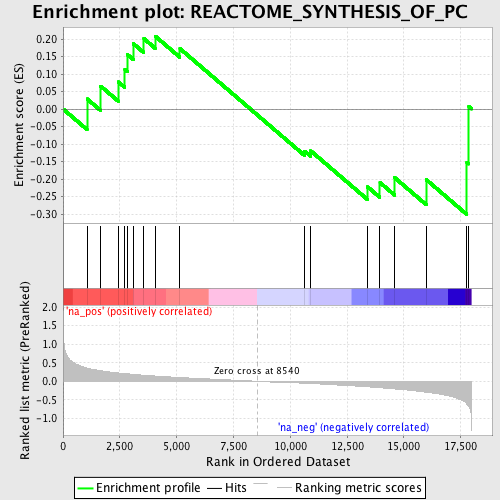 Enrichment plot: REACTOME_SYNTHESIS_OF_PC
Enrichment score (ES)
0.20
0.15
0.10
0.05
0.00
-0.05
-0.10
-0.15
-0.20
-0.25
-0.30
'na_pos' (positively correlated)
Ranked list metric (PreRanked)
2.0
1.5
1.0
0.5
0.0
-0.5
-1.0
Zero cross at 8540
'na_neg' (negatively correlated)
0 2,500 5,000 7,500 10,000 12,500 15,000 17,500
Rank in Ordered Dataset
Enrichment profile Hits Ranking metric scores